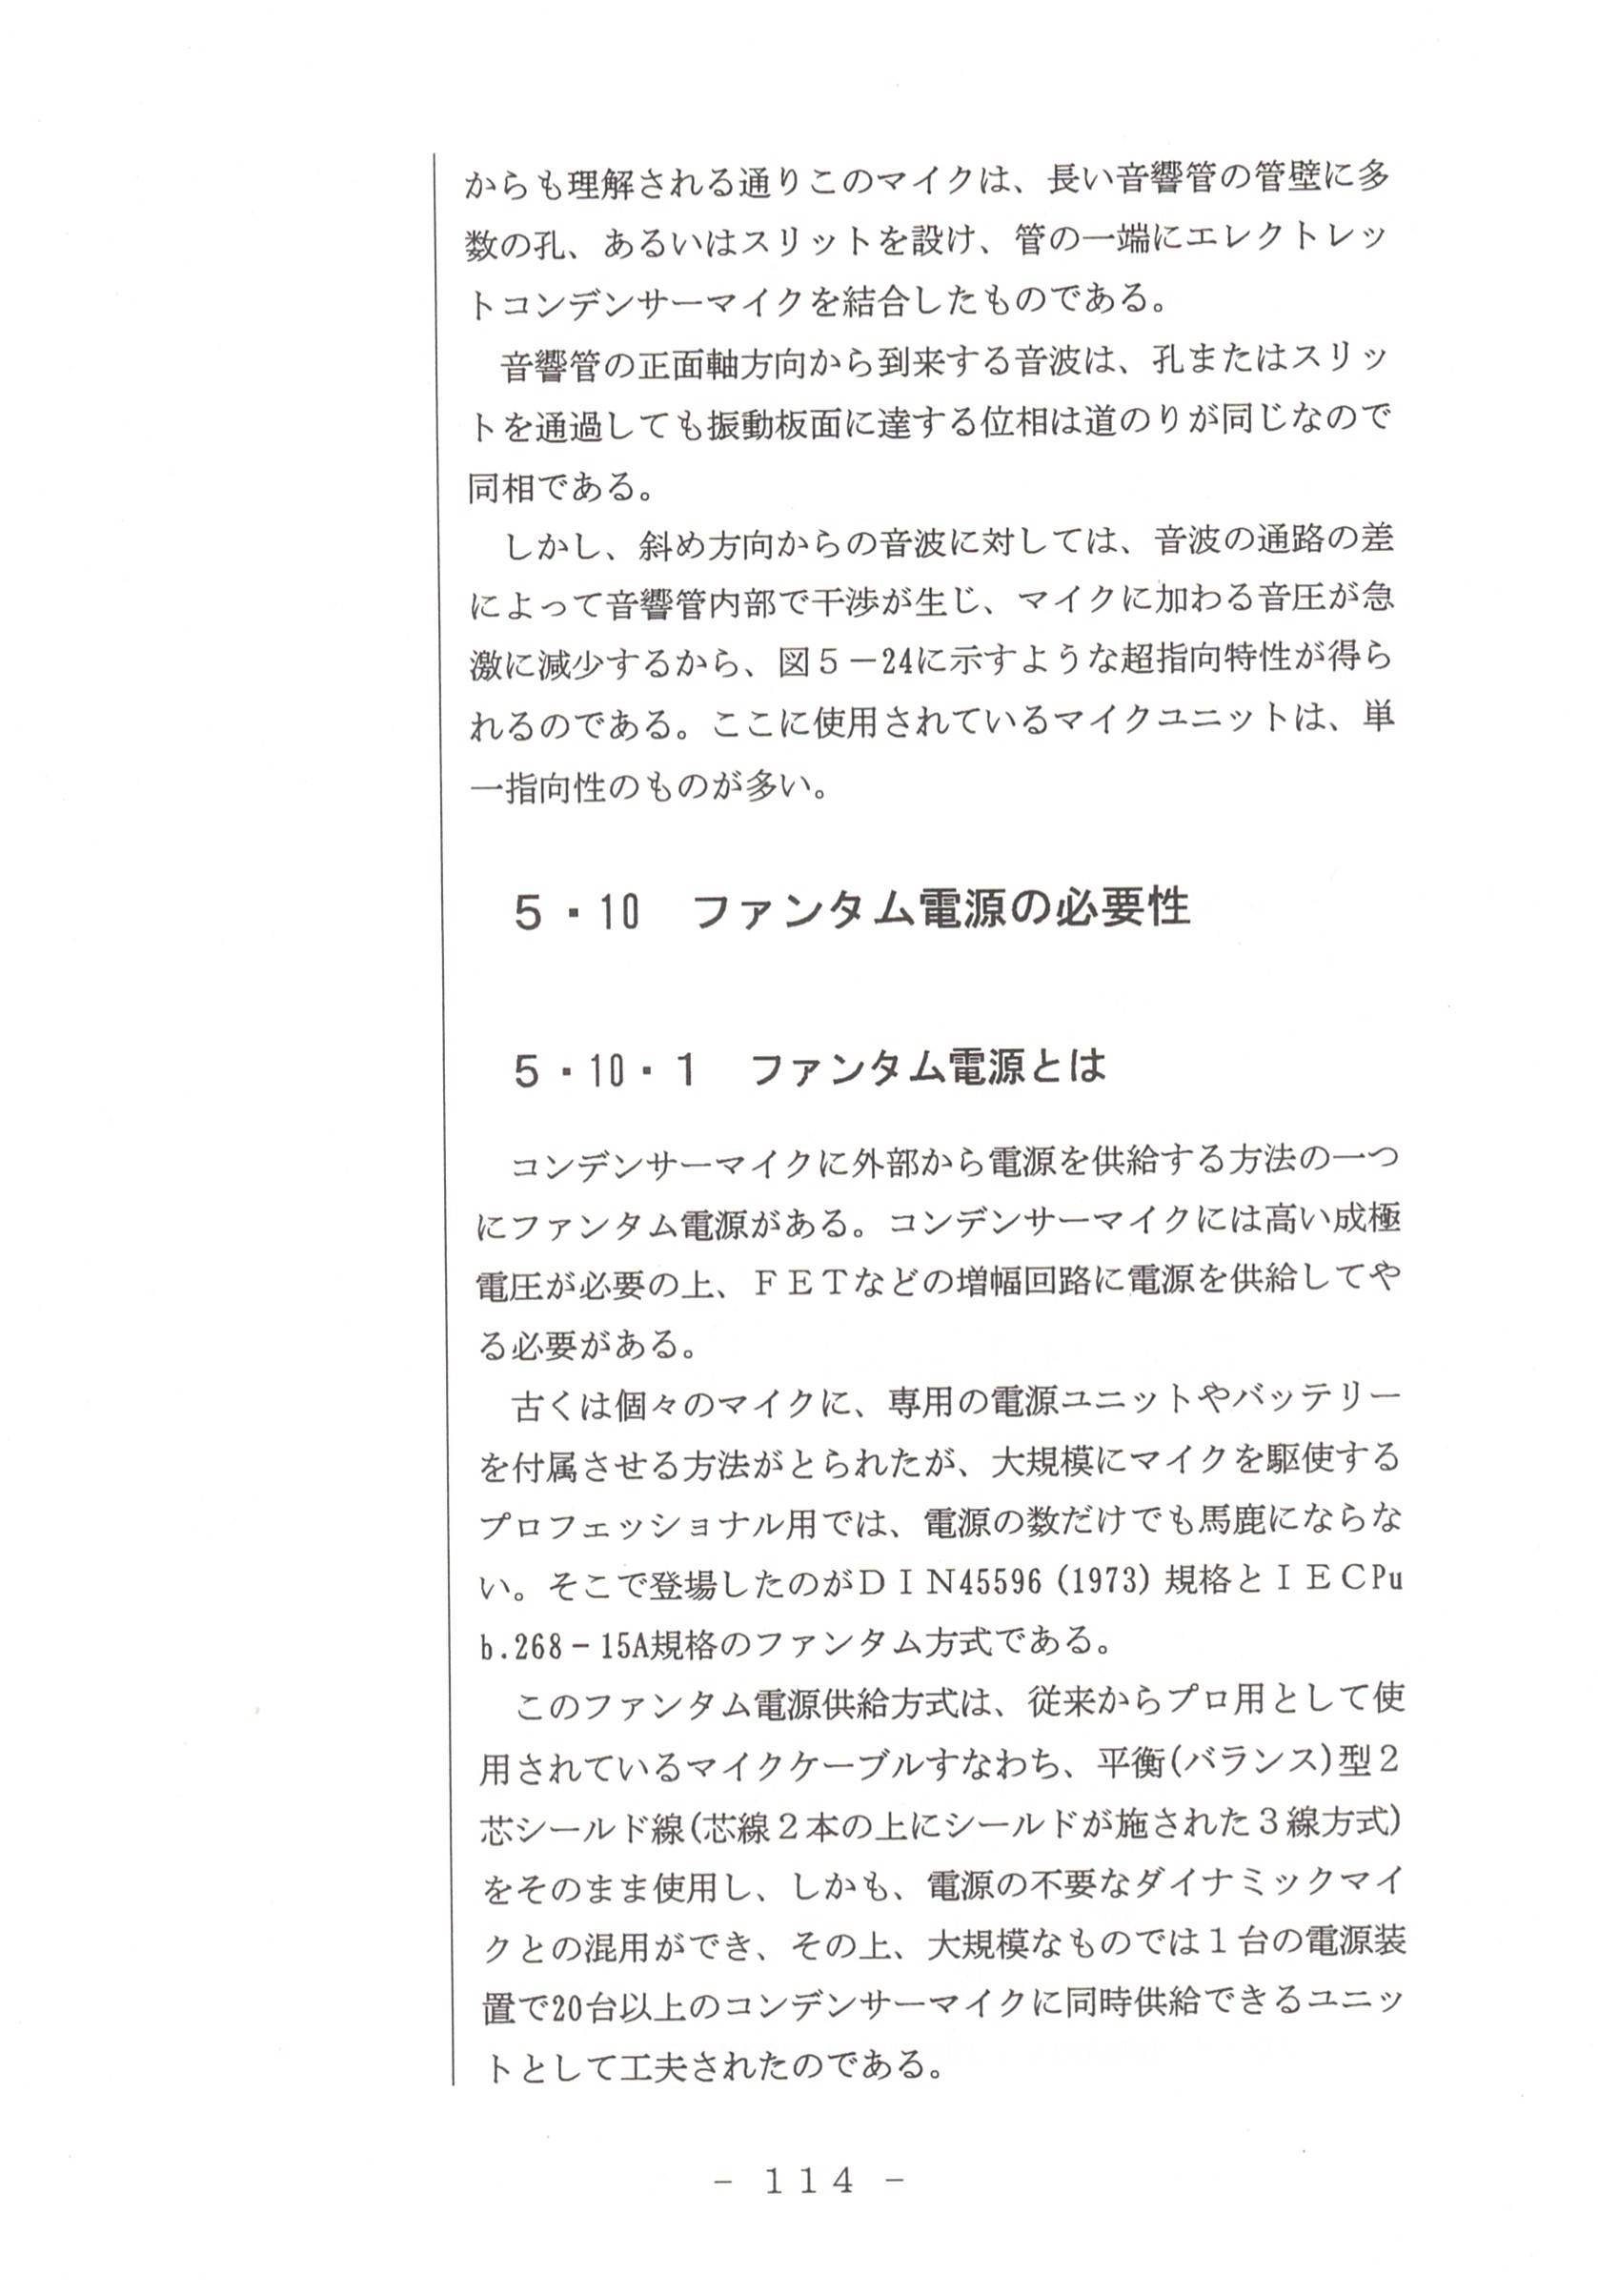 からも理解される通りこのマイクは、長い音響管の管壁に多
数の孔、あるいはスリットを設け、管の一端にエレクトレッ
トコンデンサーマイクを結合したものである。
　音響管の正面軸方向から到来する音波は、孔またはスリッ
トを通過しても振動板面に達する位相は道のりが同じなので
同相である。
　しかし、斜め方向からの音波に対しては、音波の通路の差
によって音響管内部で干渉が生じ、マイクに加わる音圧が急
激に減少するから、図５－24に示すような超指向特性が得ら
れるのである。ここに使用されているマイクユニットは、単
一指向性のものが多い。
５・10　ファンタム電源の必要性
５・10・１　ファンタム電源とは
　コンデンサーマイクに外部から電源を供給する方法の一つ
にファンタム電源がある。コンデンサーマイクには高い成極
電圧が必要の上、ＦＥＴなどの増幅回路に電源を供給してや
る必要がある。
　古くは個々のマイクに、専用の電源ユニットやバッテリー
を付属させる方法がとられたが、大規模にマイクを駆使する
プロフェッショナル用では、電源の数だけでも馬鹿にならな
い。そこで登場したのがＤＩＮ45596 (1973) 規格とＩＥＣPu
b.268－15A規格のファンタム方式である。
　このファンタム電源供給方式は、従来からプロ用として使
用されているマイクケーブルすなわち、平衡(バランス)型２
芯シールド線(芯線２本の上にシールドが施された３線方式)
をそのまま使用し、しかも、電源の不要なダイナミックマイ
クとの混用ができ、その上、大規模なものでは１台の電源装
置で20台以上のコンデンサーマイクに同時供給できるユニッ
トとして工夫されたのである。
－ 114 －